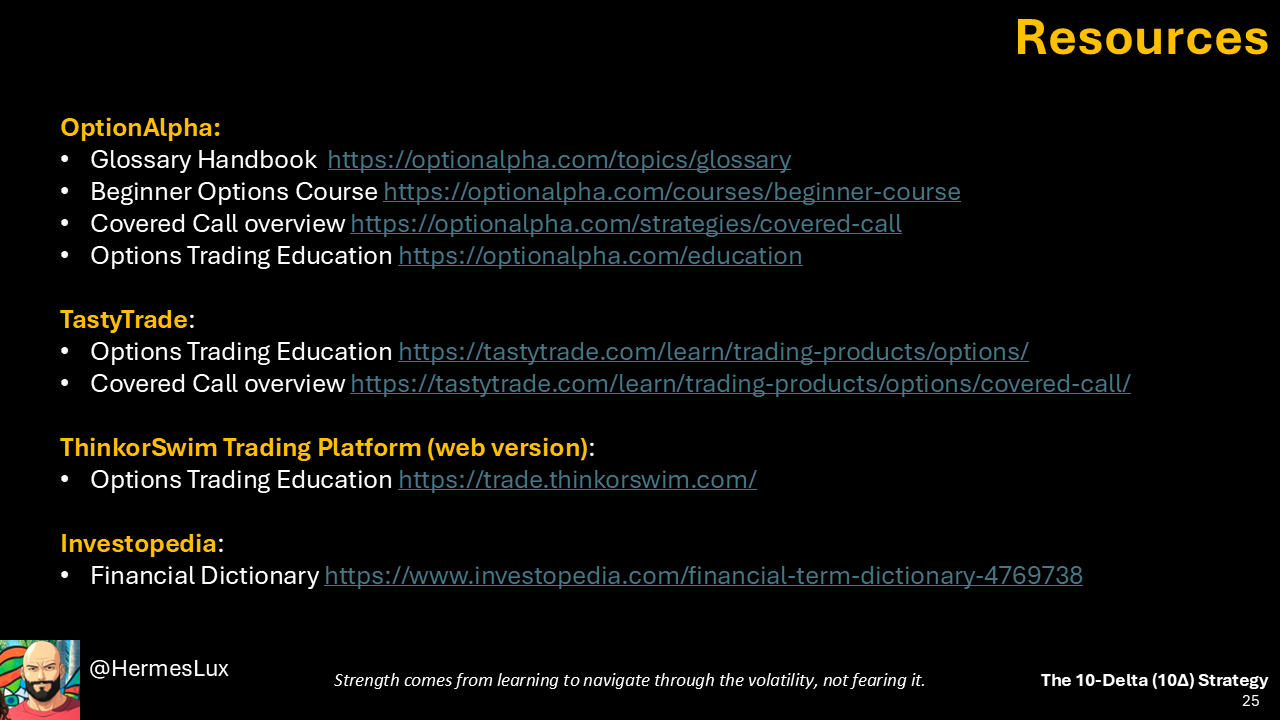 Resources
OptionAlpha:
• Glossary Handbook https://optionalpha.com/topics/glossary
• Beginner Options Course https://optionalpha.com/courses/beginner-course
• Covered Call overview https://optionalpha.com/strategies/covered-call
• Options Trading Education https://optionalpha.com/education
TastyTrade:
• Options Trading Education https://tastytrade.com/learn/trading-products/options/
• Covered Call overview https://tastytrade.com/learn/trading-products/options/covered-call/
ThinkorSwim Trading Platform (web version):
• Options Trading Education https://trade.thinkorswim.com/
Investopedia:
• Financial Dictionary https://www.investopedia.com/financial-term-dictionary-4769738
@HermesLux
Strength comes from learning to navigate through the volatility, not fearing it.
The 10-Delta (10Δ) Strategy
25